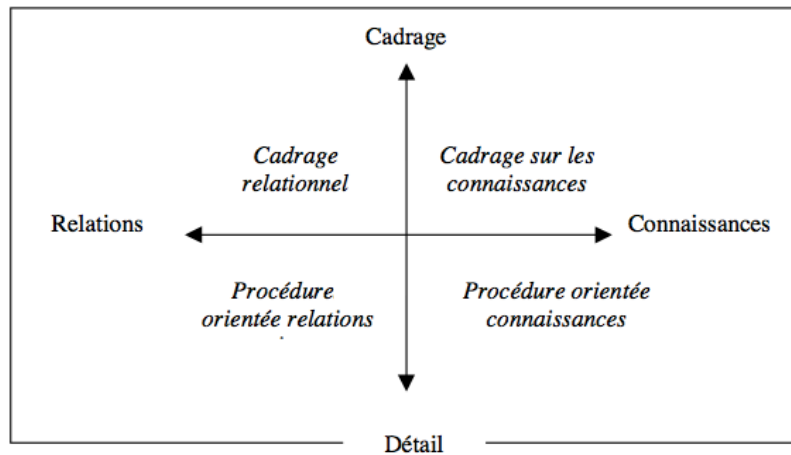 Cadrage
Cadrage
relationnel
Cadrage sur les
connaissances
Relations
Connaissances
Procédure
orientée relations
Procédure orientée
connaissances
Détail